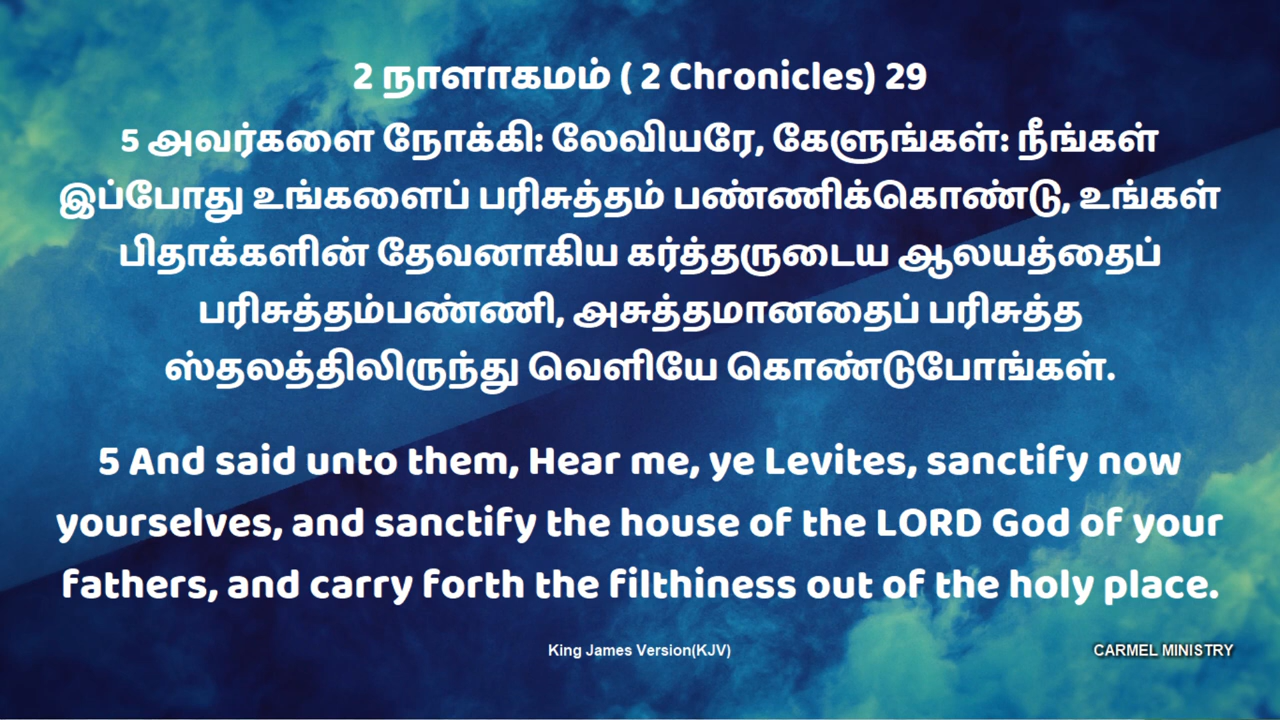 2 நாளாகமம் ( 2 Chronicles) 29
5 அவர்களை நோக்கி: லேவியரே, கேளுங்கள்: நீங்கள்
இப்போது உங்களைப் பரிசுத்தம் பண்ணிக்கொண்டு, உங்கள்
பிதாக்களின் தேவனாகிய கர்த்தருடைய ஆலயத்தைப்
பரிசுத்தம்பண்ணி, அசுத்தமானதைப் பரிசுத்த
ஸ்தலத்திலிருந்து வெளியே கொண்டுபோங்கள்.
5 And said unto them, Hear me, ye Levites, sanctify now
yourselves, and sanctify the house of the LORD God of your
fathers, and carry forth the filthiness out of the holy place.
King James Version(KJV)
CARMEL MINISTRY